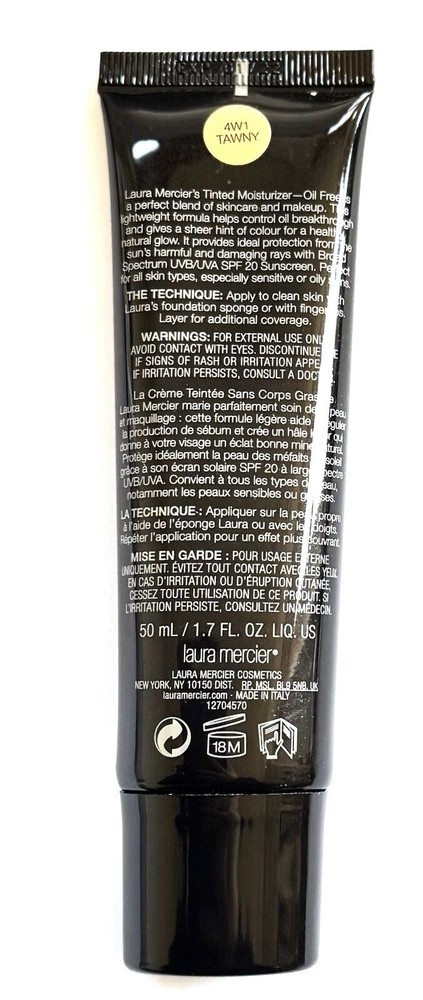 4W1
TAWNY
Laura Mercier's Tinted Moisturizer—Oil Free is
a perfect blend of skincare and makeup. This
lightweight formula helps control oil breakthrough
and gives a sheer hint of colour for a healthy
natural glow. It provides ideal protection from the
sun's harmful and damaging rays with Broad
Spectrum UVB/UVA SPF 20 Sunscreen. Perfect
for all skin types, especially sensitive or oily skins.
THE TECHNIQUE: Apply to clean skin with
Laura's foundation sponge or with fingertips.
Layer for additional coverage.
WARNINGS: FOR EXTERNAL USE ONLY
AVOID CONTACT WITH EYES. DISCONTINUE
IF SIGNS OF RASH OR IRRITATION
IF IRRITATION PERSISTS, CONSULT A
La Crème Teintée Sans Corps Gras
Laura Mercier marie parfaitement soin de peau
et maquillage : cette formule légère aide réguler
la production de sébum et crée un hâle qui
donne à votre visage un éclat bonne mine
Protège idéalement la peau des méfaits soleil
grâce à son écran solaire SPF 20 à large spectre
UVB/UVA. Convient à tous les types de peau,
notamment les peaux sensibles ou grasses.
LA TECHNIQUE : Appliquer sur la peau propre
à l'aide de l'éponge Laura ou avec les doigts.
Répéter l'application pour un effet plus couvrant.
MISE EN GARDE : POUR USAGE EXTERNE
UNIQUEMENT. ÉVITEZ TOUT CONTACT AVEC LES YEUX.
EN CAS D'IRRITATION OU D'ÉRUPTION CUTANÉE,
CESSEZ TOUTE UTILISATION DE CE PRODUIT. SI
L'IRRITATION PERSISTE, CONSULTEZ UN MÉDECIN.
50 mL / 1.7 FL. OZ. LIQ. US
laura mercier
LAURA MERCIER COSMETICS
NEW YORK, NY 10150 DIST. RP, MSL, BL9 5NB, UK
lauramercier.com · MADE IN ITALY
12704570
18M